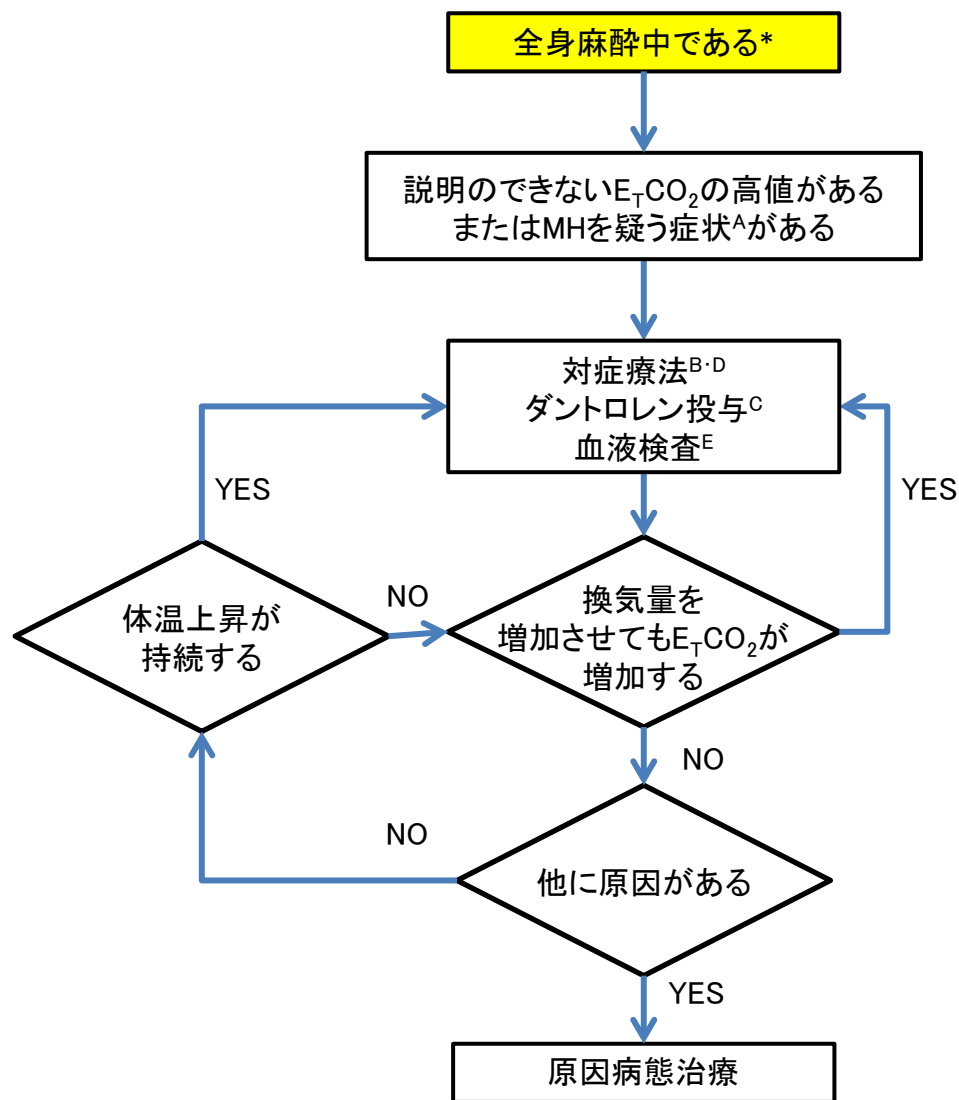 全身麻酔中である*
説明のできないETCO2の高値がある
またはMHを疑う症状Aがある
対症療法B·D
ダントロレン投与C
血液検査E
YES
YES
体温上昇が
持続する
NO
換気量を
増加させてもETCO2が
増加する
NO
NO
他に原因がある
YES
原因病態治療